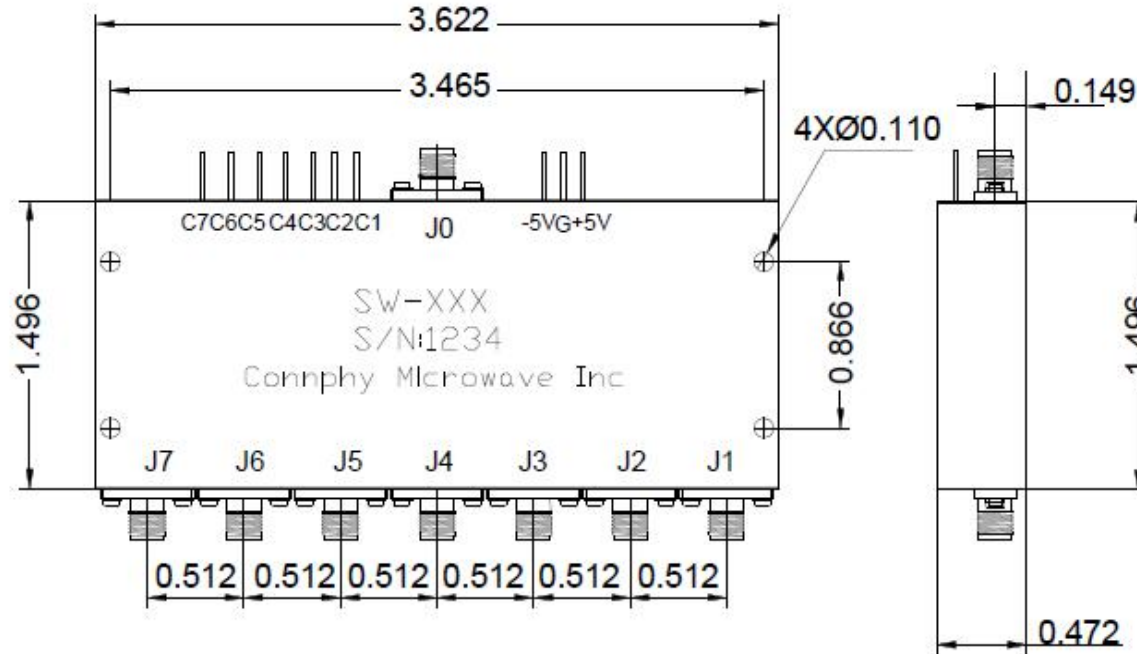 3.622
3.465
0.149
4XØ0.110
C7C6C5 C4C3C2C1
J0
-5VG+5V
1.496
SW-XXX
S/N:1234
Connphy MIcrowave Inc
0.866
1.496
J7 J6 J5 J4 J3 J2 J1
0.512 0.512 0.512 0.512 0.512 0.512
0.472